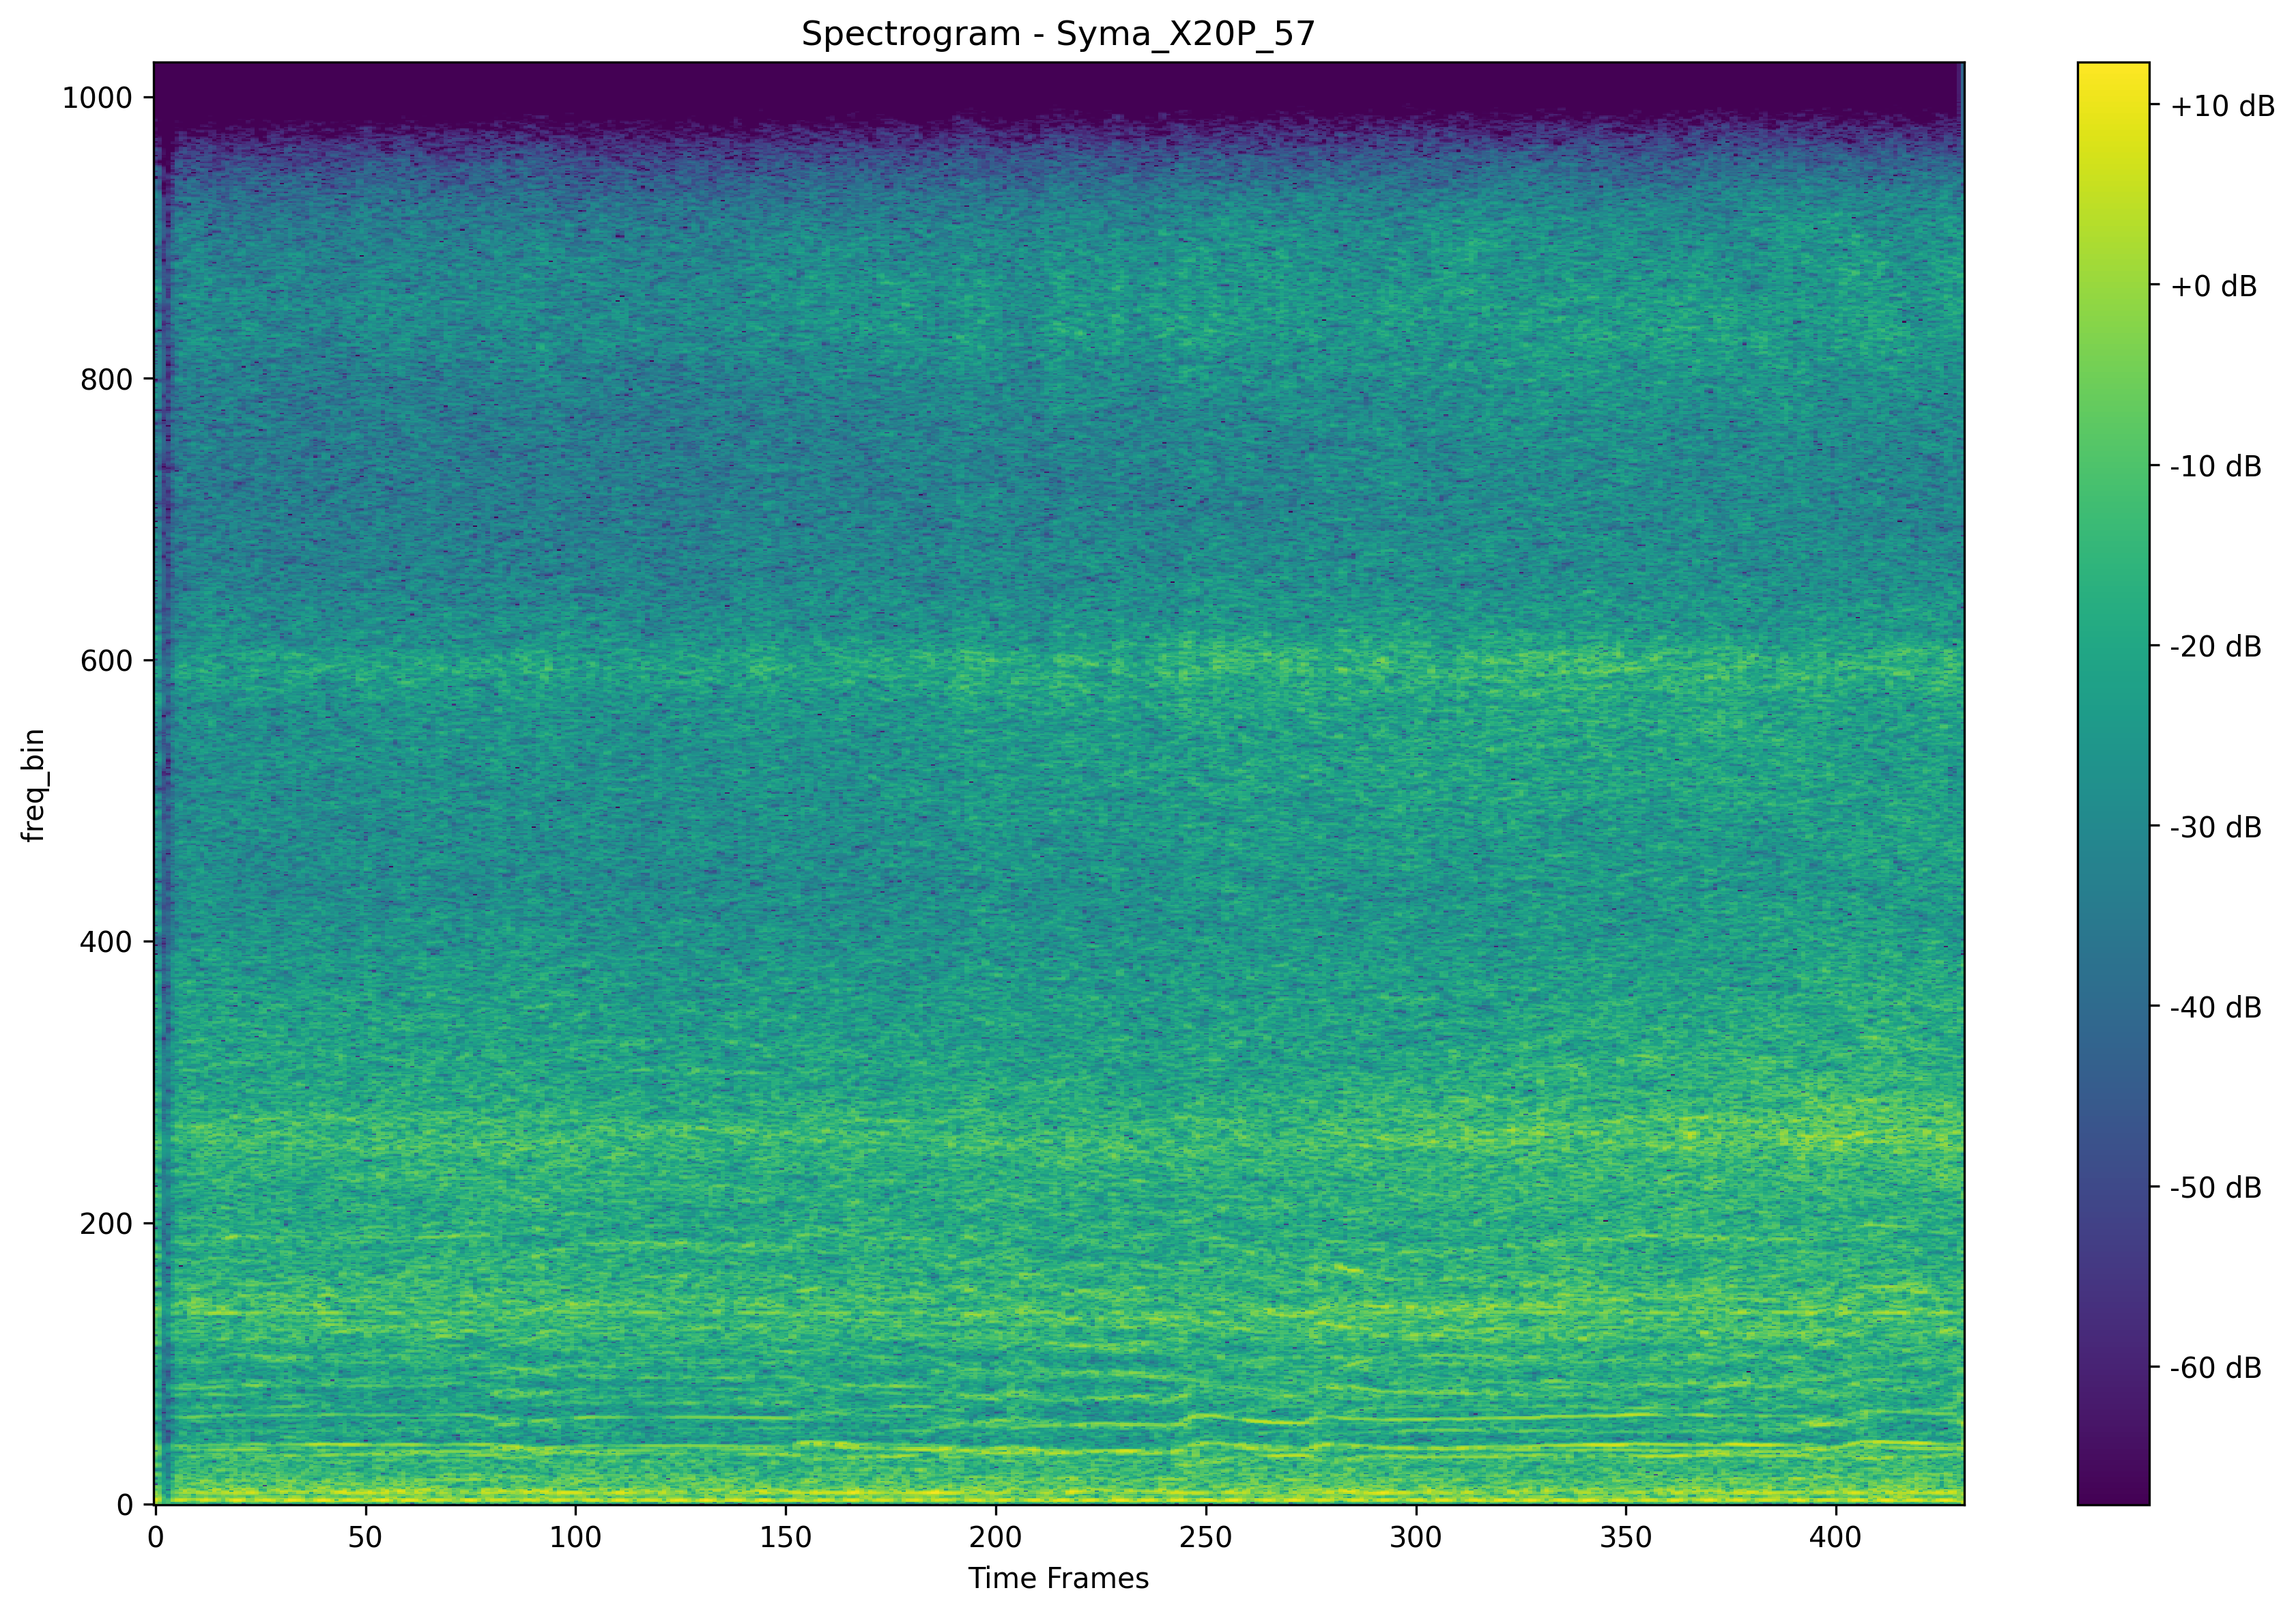 Spectrogram - Syma_X20P_57
freq_bin
1000
800
600
400
200
0
0 50 100 150 200 250 300 350 400
Time Frames
+10 dB
+0 dB
-10 dB
-20 dB
-30 dB
-40 dB
-50 dB
-60 dB